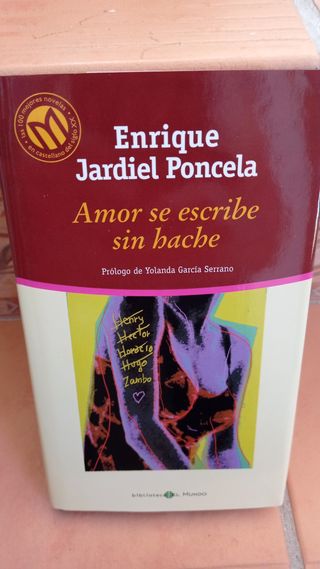 las 100 mejores novelas
en castellano del siglo XX
Enrique
Jardiel Poncela
Amor se escribe
sin hache
Prólogo de Yolanda García Serrano
Henry
Hector
Horacio
Hugo
Zambo
biblioteca EL MUNDO